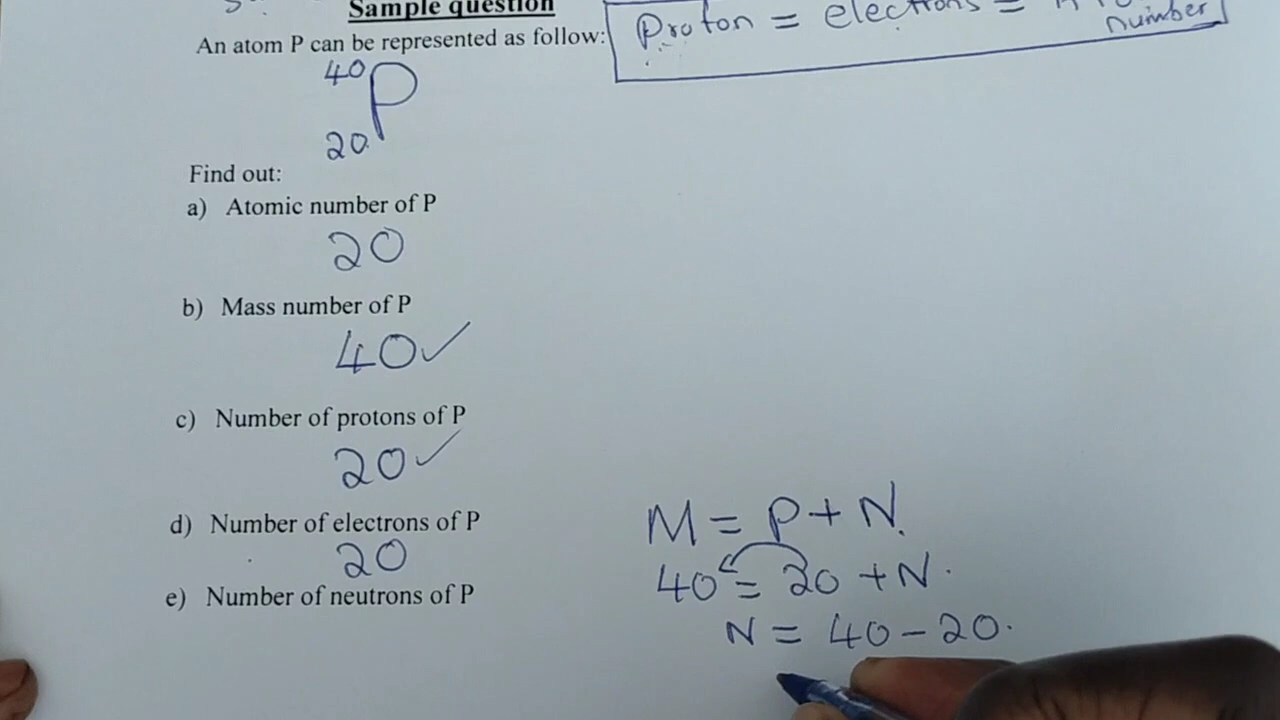 Sample question
An atom P can be represented as follow:
Proton = electrons =
number
40
P
20
Find out:
a) Atomic number of P
20
b) Mass number of P
40✓
c) Number of protons of P
20✓
d) Number of electrons of P
20
e) Number of neutrons of P
M = P + N.
40 = 20 + N.
N = 40 - 20.